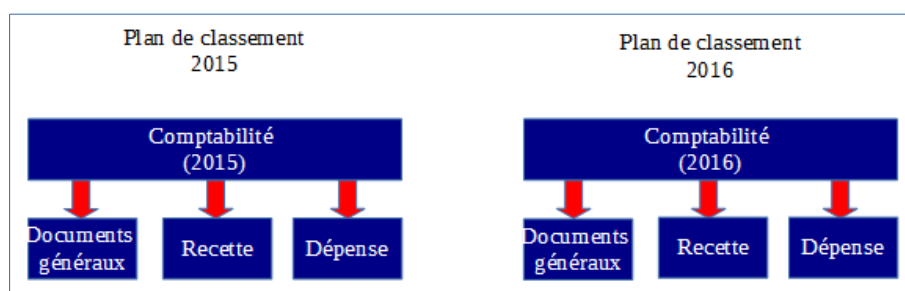 Plan de classement
2015
Comptabilité
(2015)
Documents
généraux
Recette
Dépense
Plan de classement
2016
Comptabilité
(2016)
Documents
généraux
Recette
Dépense